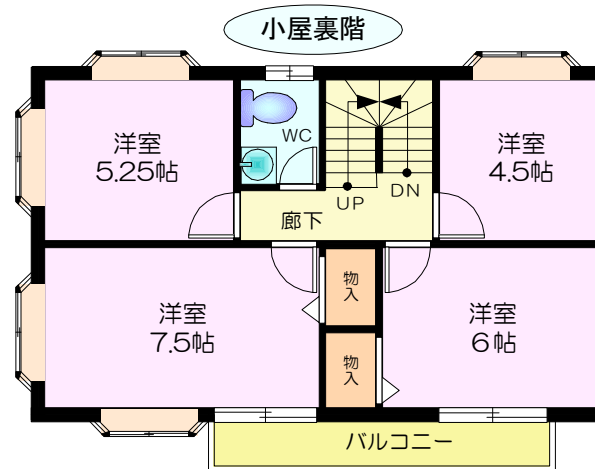 小屋裏階
洋室
5.25帖
WC
洋室
4.5帖
UP
DN
廊下
洋室
7.5帖
物入
物入
洋室
6帖
バルコニー